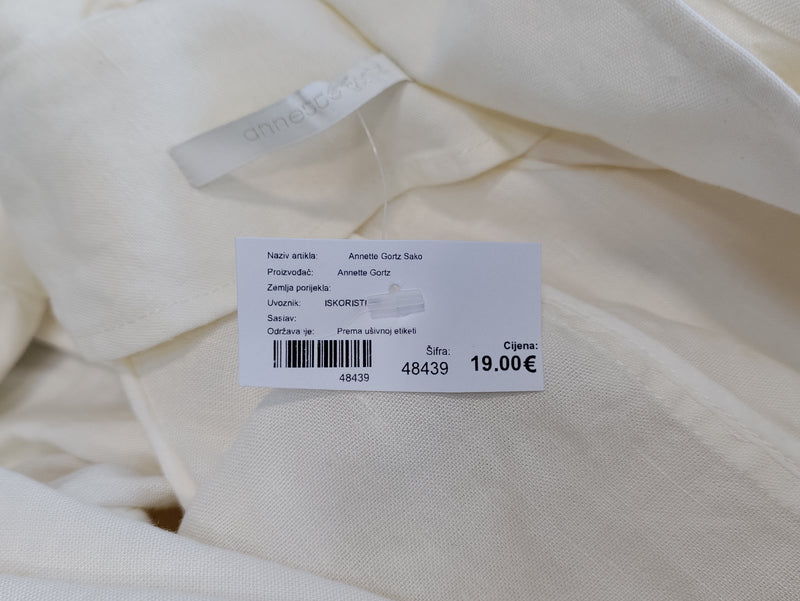 annette
Naziv artikla: Annette Gortz Sako
Proizvođač: Annette Gortz
Zemlja porijekla:
Uvoznik: ISKORISTI
Sastav:
Održavanje: Prema ušivnoj etiketi
48439
Šifra:
48439
Cijena:
19.00€